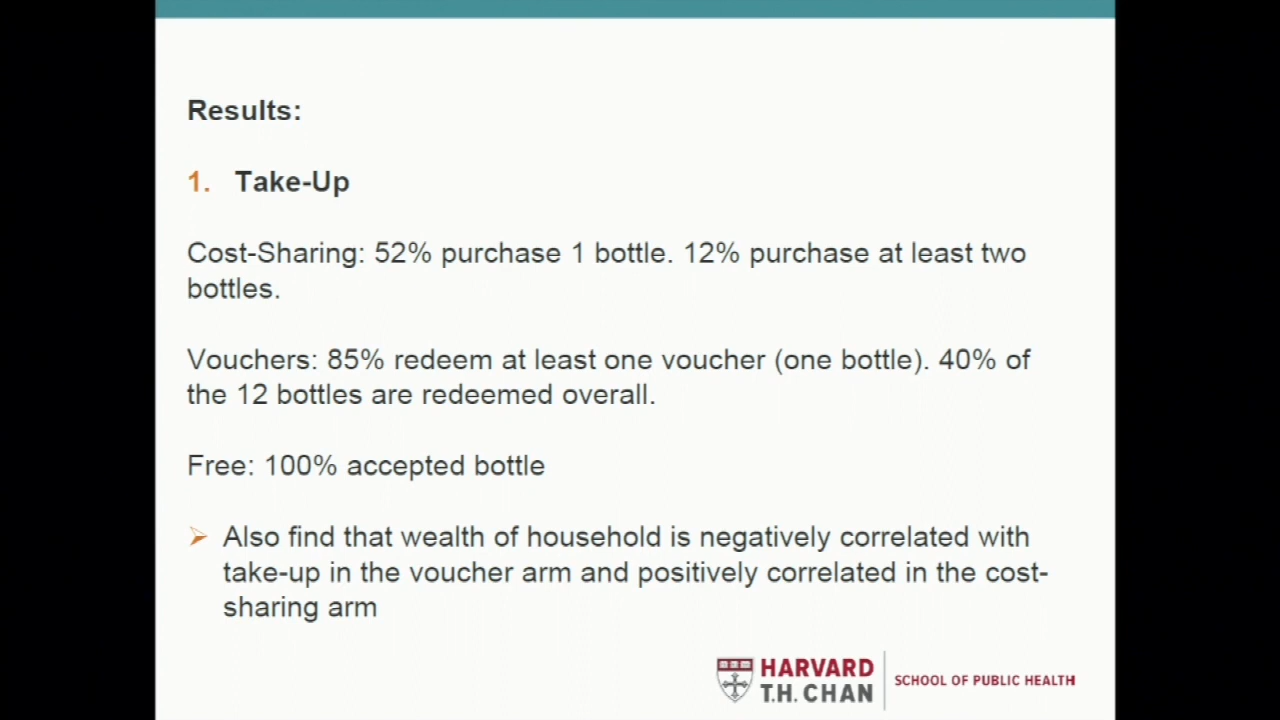 Results:
1. Take-Up
Cost-Sharing: 52% purchase 1 bottle. 12% purchase at least two
bottles.
Vouchers: 85% redeem at least one voucher (one bottle). 40% of
the 12 bottles are redeemed overall.
Free: 100% accepted bottle
Also find that wealth of household is negatively correlated with
take-up in the voucher arm and positively correlated in the cost-
sharing arm
HARVARD
T.H. CHAN
SCHOOL OF PUBLIC HEALTH